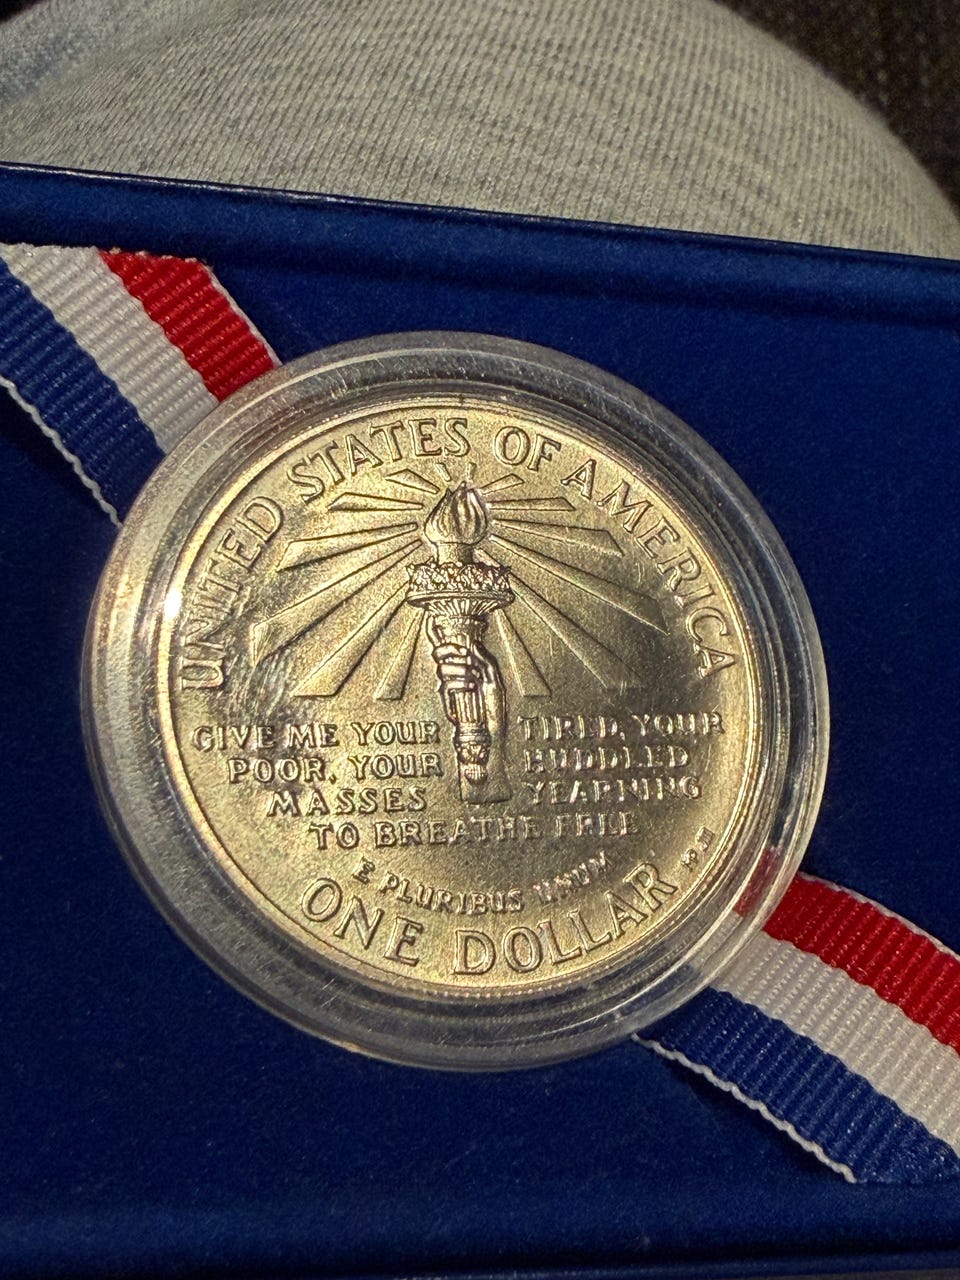 UNITED STATES OF AMERICA
GIVE ME YOUR TIRED, YOUR
POOR, YOUR HUDDLED
MASSES YEARNING
TO BREATHE FREE
E PLURIBUS UNUM
ONE DOLLAR